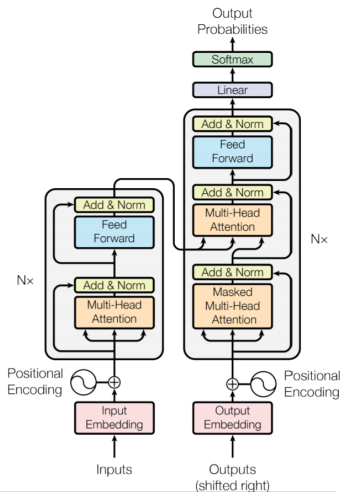 Output
Probabilities
Softmax
Linear
Add & Norm
Feed
Forward
Add & Norm
Multi-Head
Attention
Add & Norm
Masked
Multi-Head
Attention
N×
Add & Norm
Feed
Forward
N×
Add & Norm
Multi-Head
Attention
Positional
Encoding
Positional
Encoding
Input
Embedding
Output
Embedding
Inputs
Outputs
(shifted right)